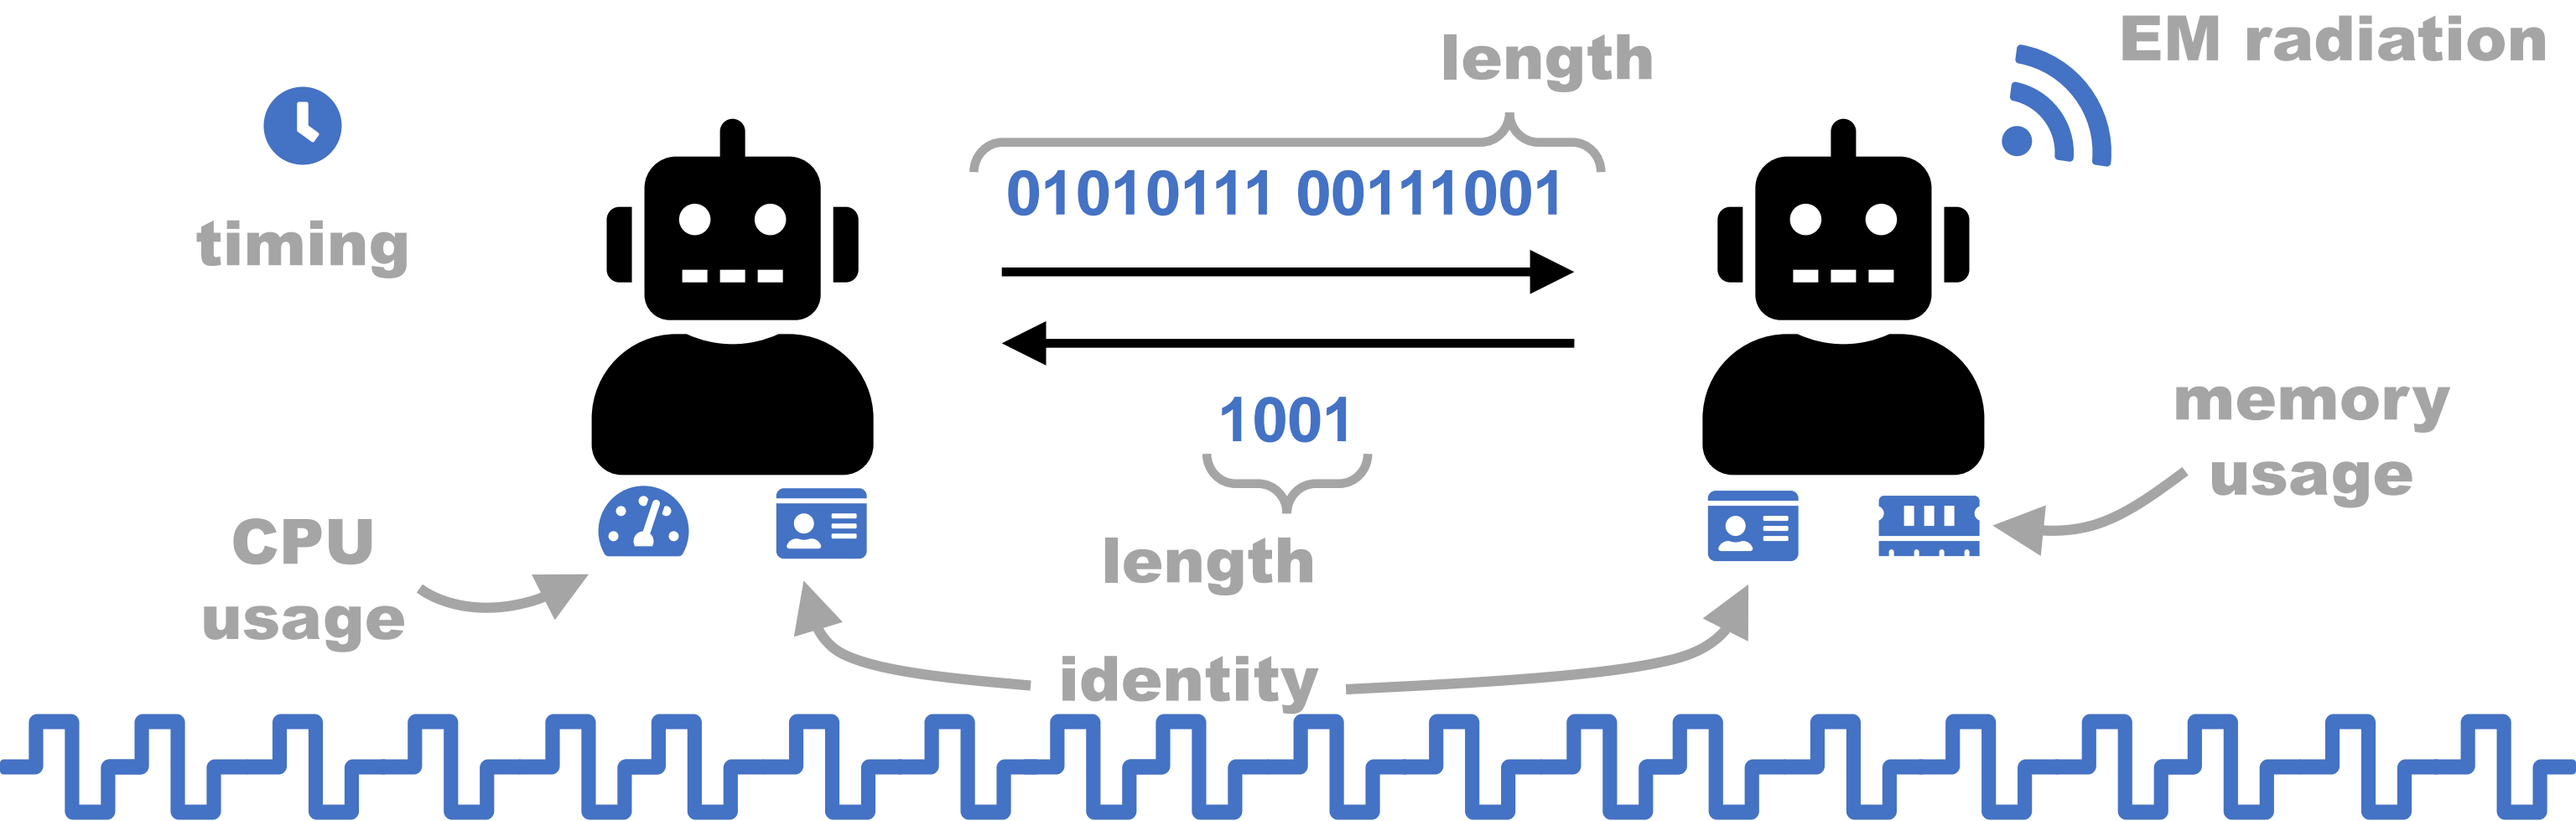 EM radiation
length
timing
01010111 00111001
1001
length
memory
usage
CPU
usage
identity